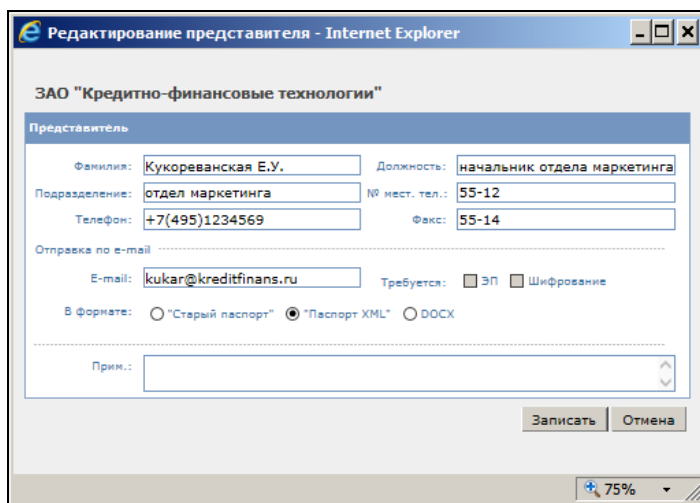 Редактирование представителя - Internet Explorer
ЗАО "Кредитно-финансовые технологии"
Представитель
Фамилия: Кукореванская Е.У. Должность: начальник отдела маркетинга
Подразделение: отдел маркетинга № мест. тел.: 55-12
Телефон: +7(495)1234569 Факс: 55-14
Отправка по e-mail
E-mail: kukar@kreditfinans.ru Требуется: ЭП Шифрование
В формате: "Старый паспорт" "Паспорт XML" DOCX
Прим.:
Записать Отмена
75%